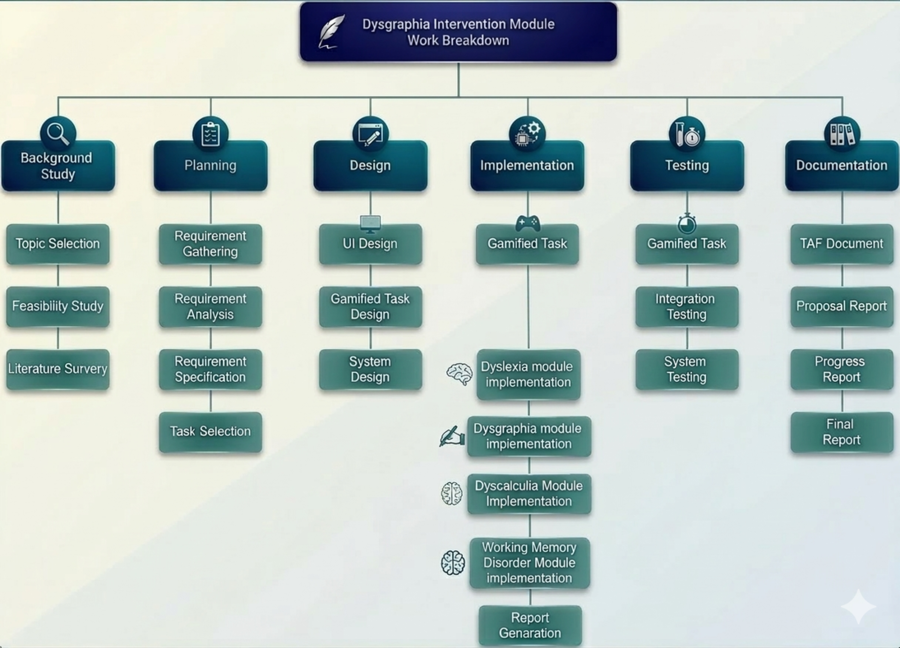 Dysgraphia Intervention Module
Work Breakdown
Background
Study
Planning
Design
Implementation
Testing
Documentation
Topic Selection
Feasibility Study
Literature Survery
Requirement
Gathering
Requirement
Analysis
Requirement
Specification
Task Selection
UI Design
Gamified Task
Design
System
Design
Gamified Task
Dyslexia module
implementation
Dysgraphia module
impiementation
Dyscalculia Module
Implementation
Working Memory
Disorder Module
implementation
Report
Genaration
Gamified Task
Integration
Testing
System
Testing
TAF Document
Proposal Report
Progress
Report
Final
Report